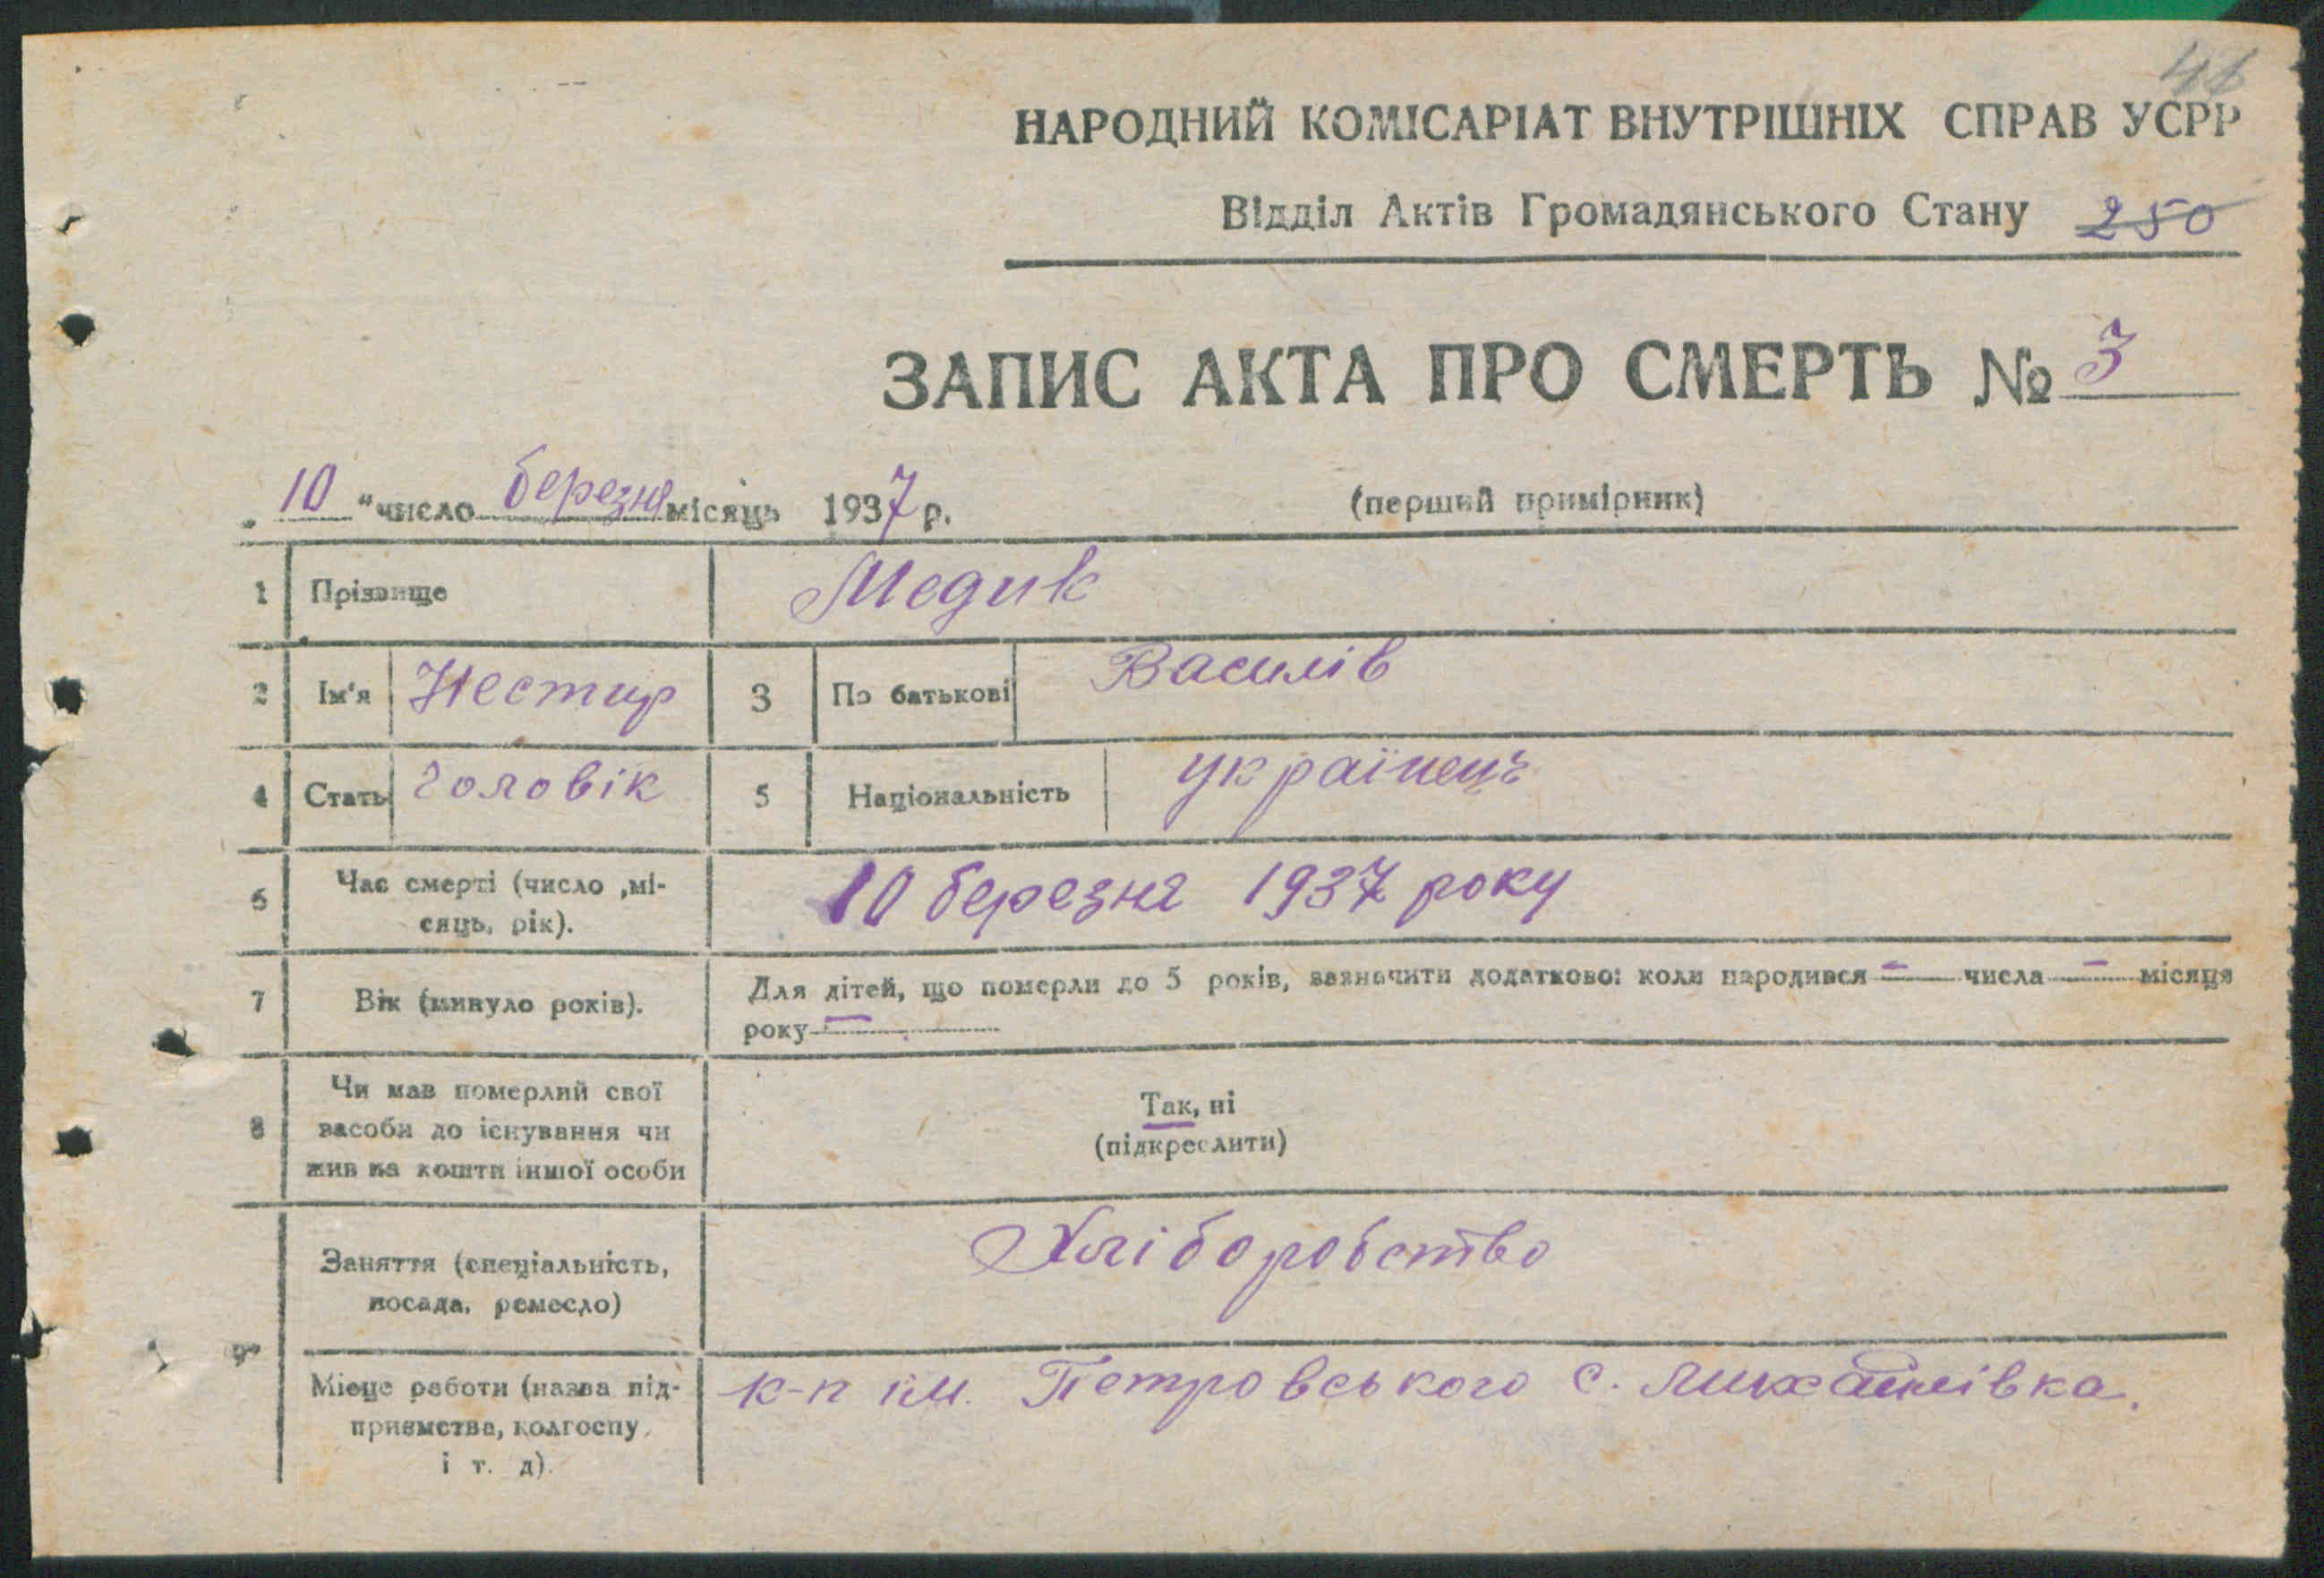 НАРОДНИЙ КОМІСАРІАТ ВНУТРІШНІХ СПРАВ УСРР
Відділ Актів Громадянського Стану 250
ЗАПИС АКТА ПРО СМЕРТЬ № 3
„ 10 “ число березня місяць 1937 р.
(перший примірник)
1 Прізвище Медик
2 Ім'я Нестир 3 По батькові Василів
4 Стать Чоловік 5 Національність українець
6 Час смерті (число ,мі-
сяць, рік). 10 березня 1937 року
7 Вік (минуло років). Для дітей, що померли до 5 років, зазначити додатково: коли народився – числа – місяця
року –
8 Чи мав померлий свої
засоби до існування чи
жив на кошти іншої особи
Так, ні
(підкреслити)
9 Заняття (спеціальність,
посада, ремесло) Хліборобство
Місце роботи (назва під-
приємства, колгоспу,
і т. д).
к-п ім. Петровського с. Михайлівка.